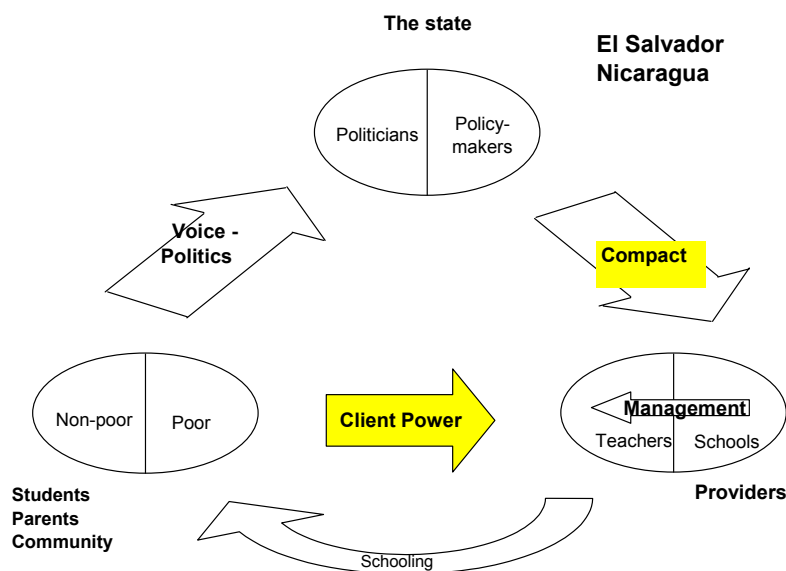 The state
El Salvador
Nicaragua
Politicians
Policy-
makers
Voice -
Politics
Compact
Non-poor
Poor
Client Power
Management
Teachers
Schools
Students
Parents
Community
Providers
Schooling